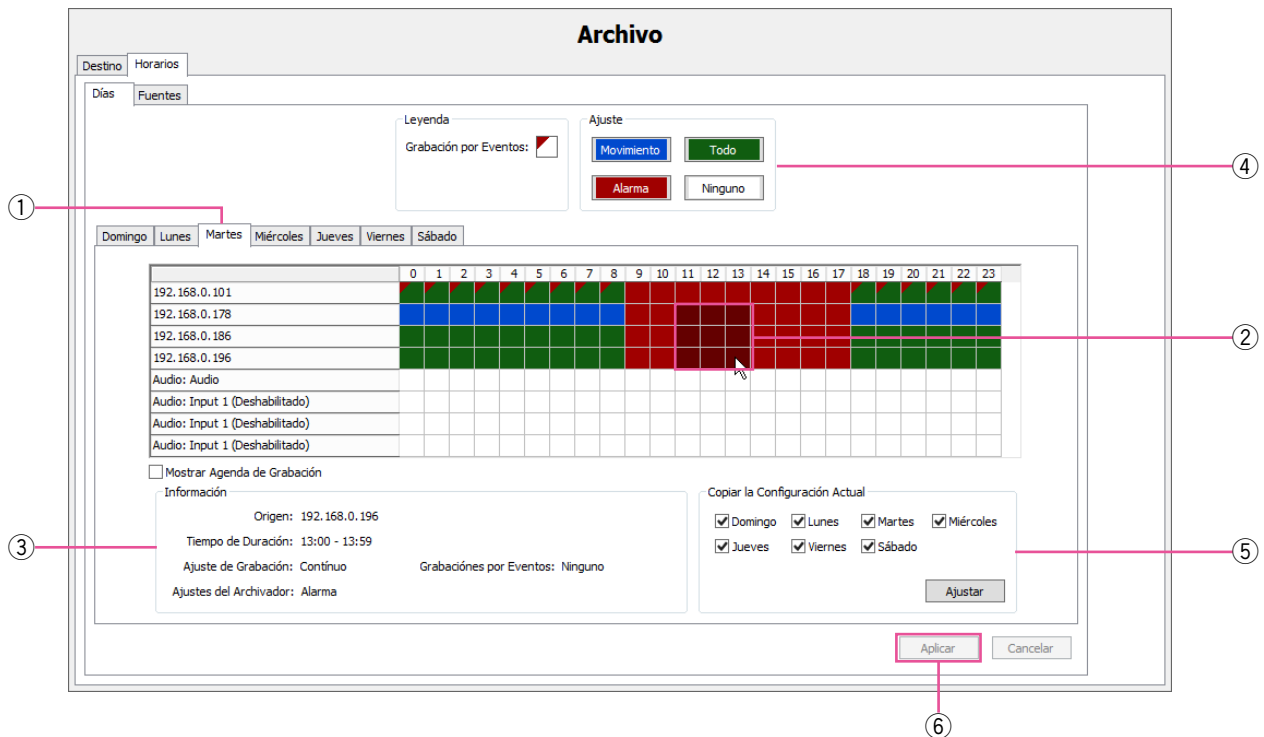 Archivo
Destino Horarios
Días Fuentes
Leyenda Ajuste
Grabación por Eventos: Movimiento Todo
④
Alarma Ninguno
①
Domingo Lunes Martes Miércoles Jueves Viernes Sábado
0 1 2 3 4 5 6 7 8 9 10 11 12 13 14 15 16 17 18 19 20 21 22 23
192.168.0.101
192.168.0.178
192.168.0.186
②
192.168.0.196
Audio: Audio
Audio: Input 1 (Deshabilitado)
Audio: Input 1 (Deshabilitado)
Audio: Input 1 (Deshabilitado)
Mostrar Agenda de Grabación
Información Copiar la Configuración Actual
Origen: 192.168.0.196 Domingo Lunes Martes Miércoles
③ Tiempo de Duración: 13:00 - 13:59 Jueves Viernes Sábado ⑤
Ajuste de Grabación: Contínuo Grabaciónes por Eventos: Ninguno
Ajustes del Archivador: Alarma Ajustar
Aplicar Cancelar
⑥